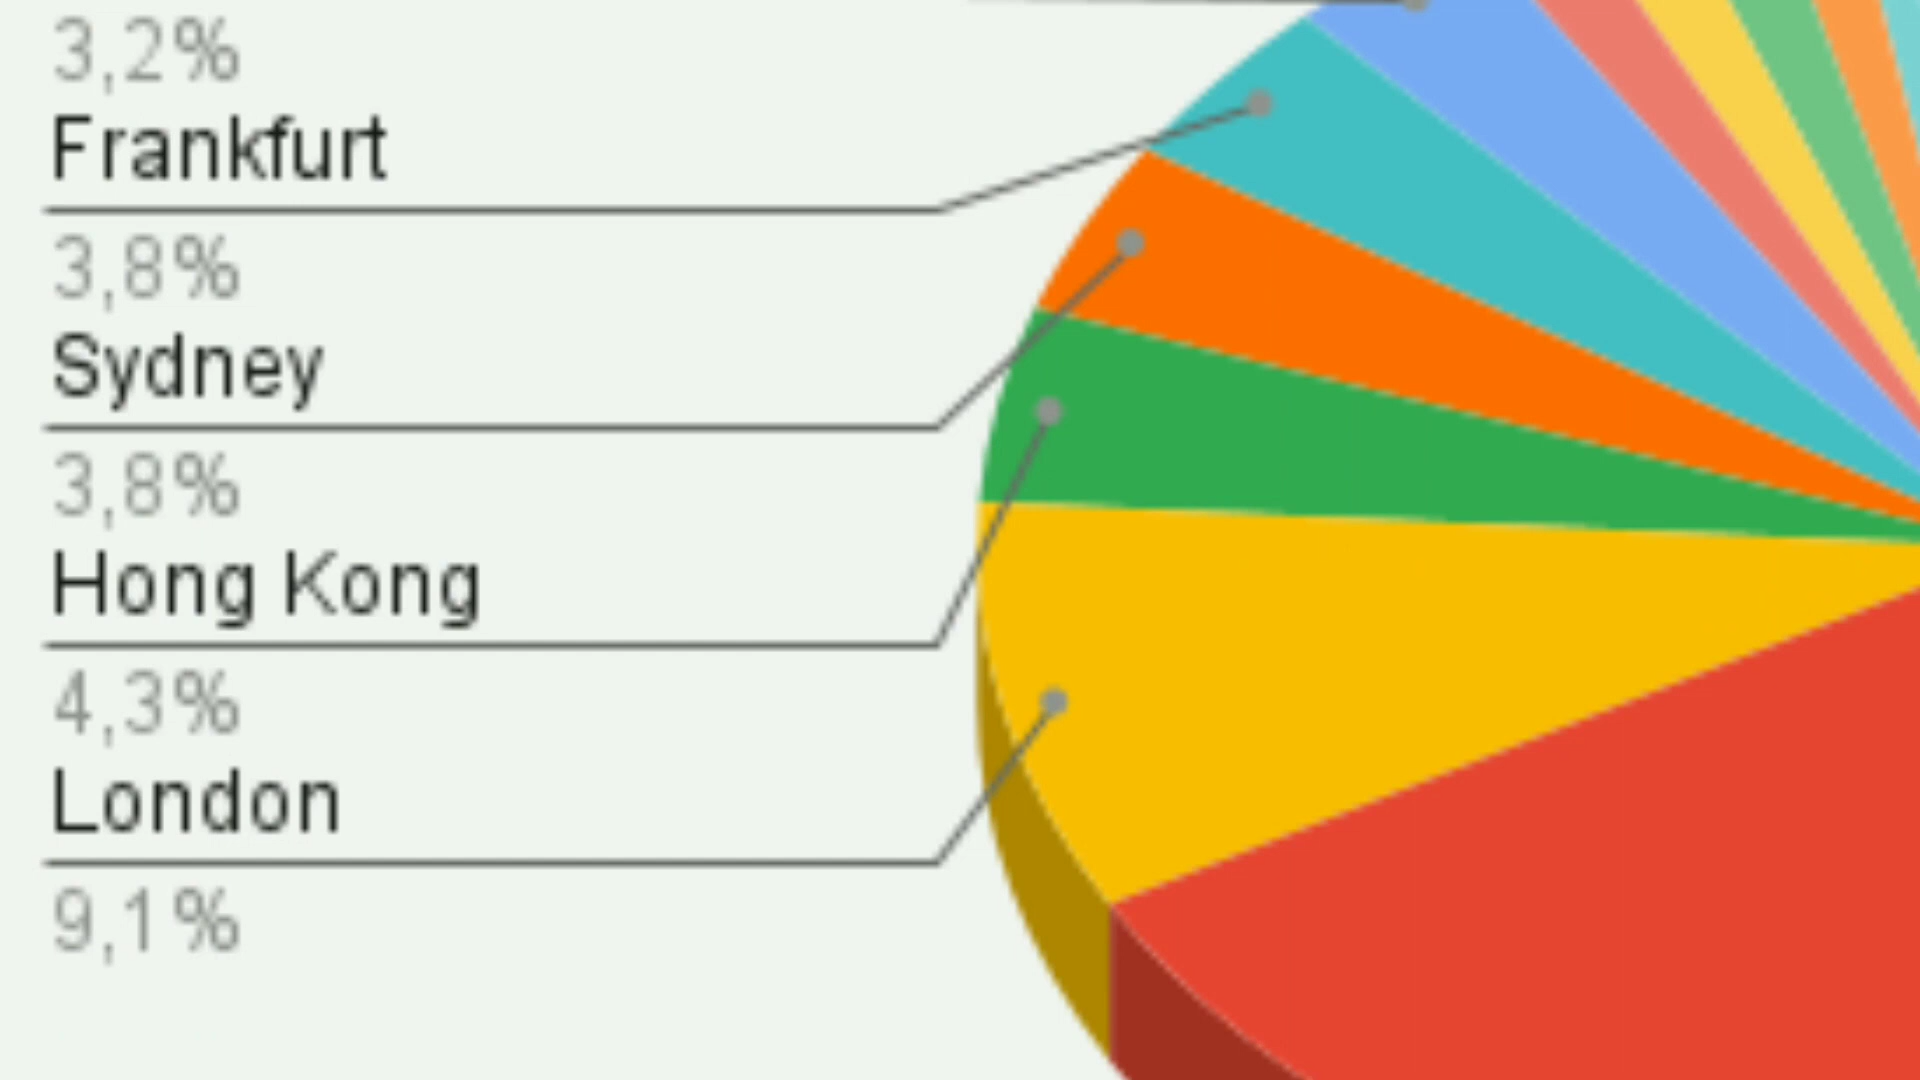 3,2%
Frankfurt
3,8%
Sydney
3,8%
Hong Kong
4,3%
London
9,1%